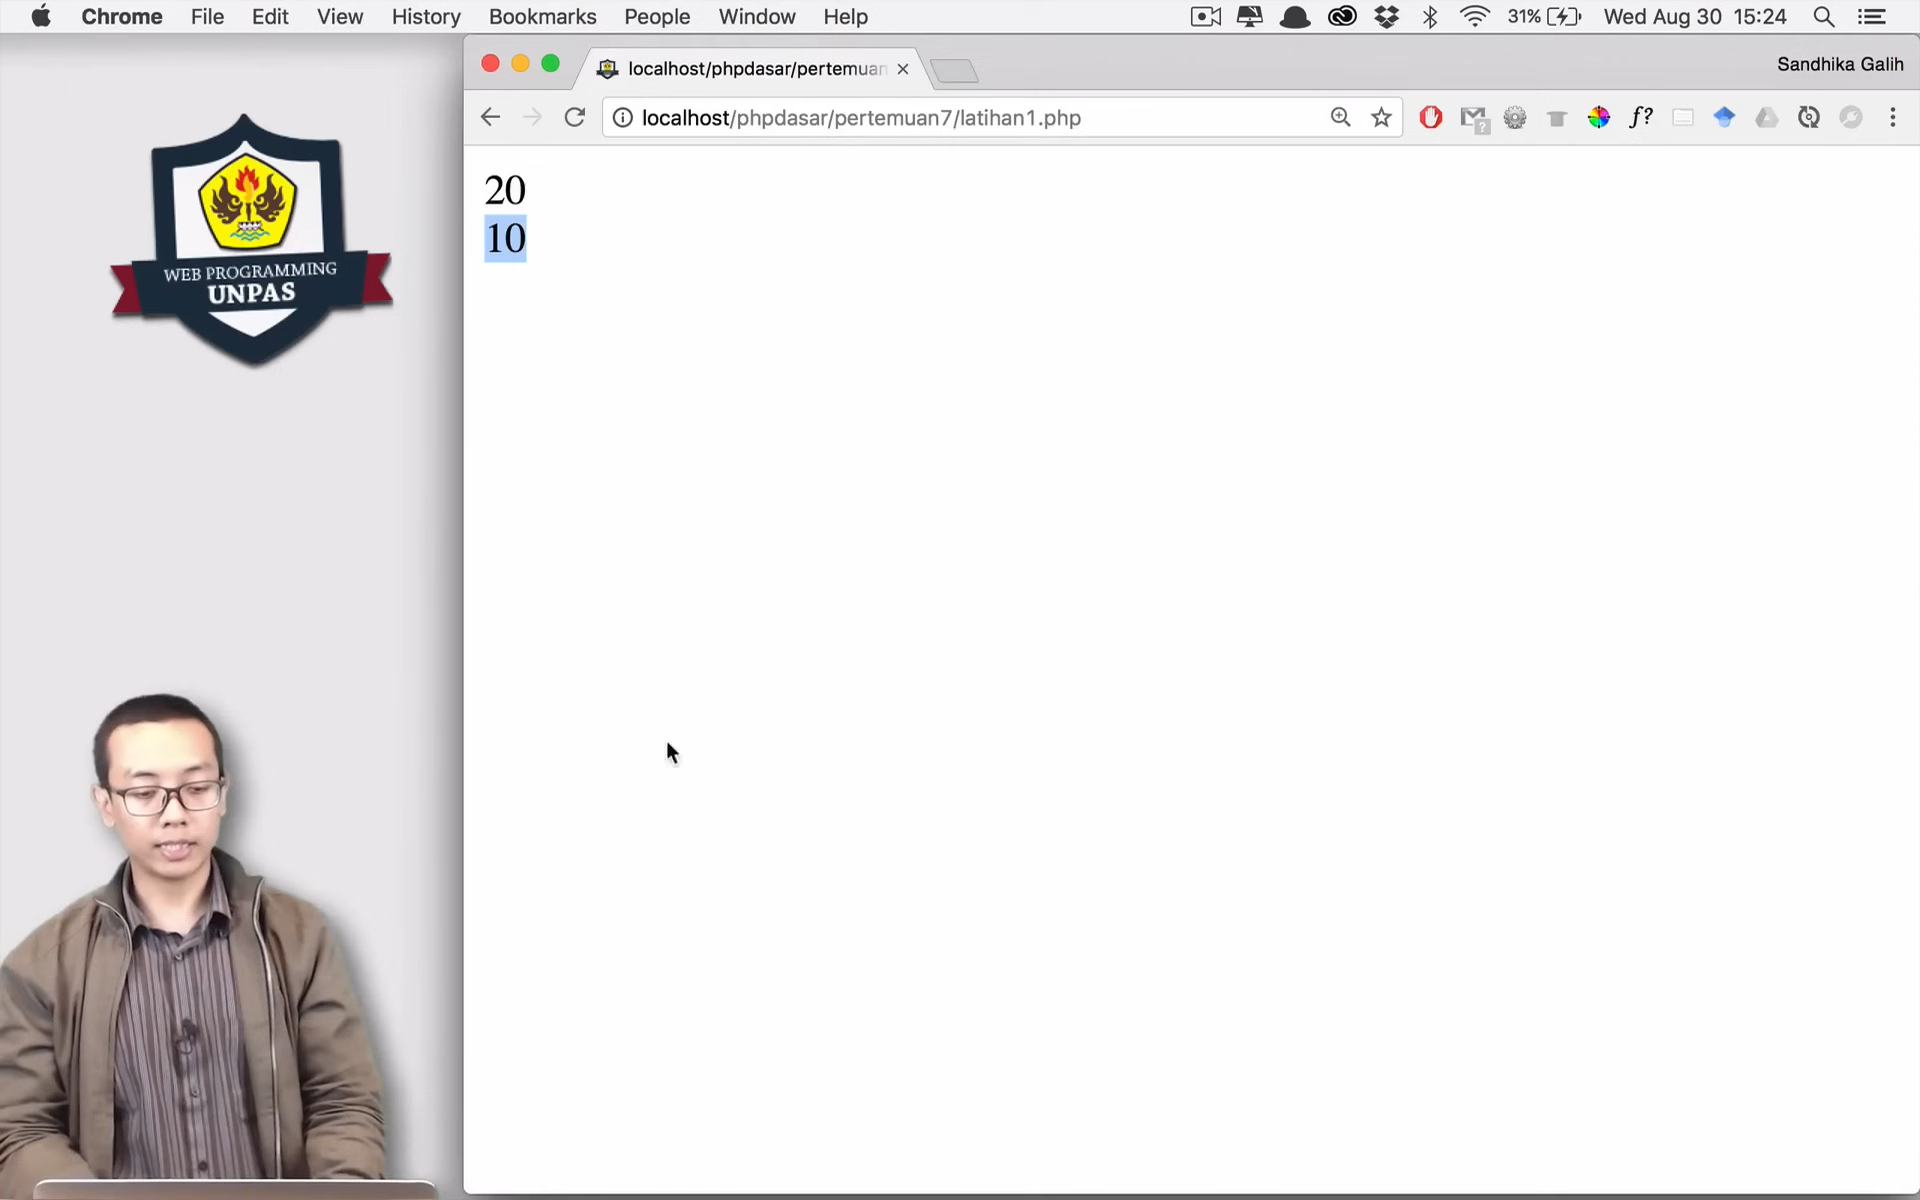 Chrome File Edit View History Bookmarks People Window Help 31% Wed Aug 30 15:24
localhost/phpdasar/pertemuan Sandhika Galih
localhost/phpdasar/pertemuan7/latihan1.php f?
20
10
WEB PROGRAMMING
UNPAS